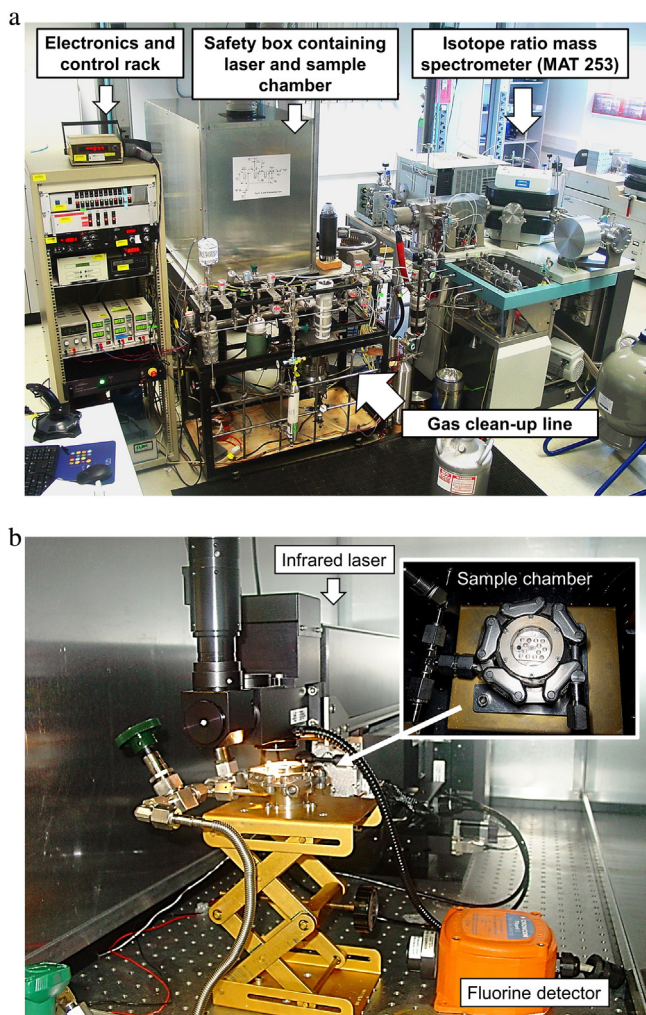 a
Electronics and
control rack
Safety box containing
laser and sample
chamber
Isotope ratio mass
spectrometer (MAT 253)
Gas clean-up line
b
Infrared laser
Sample chamber
Fluorine detector